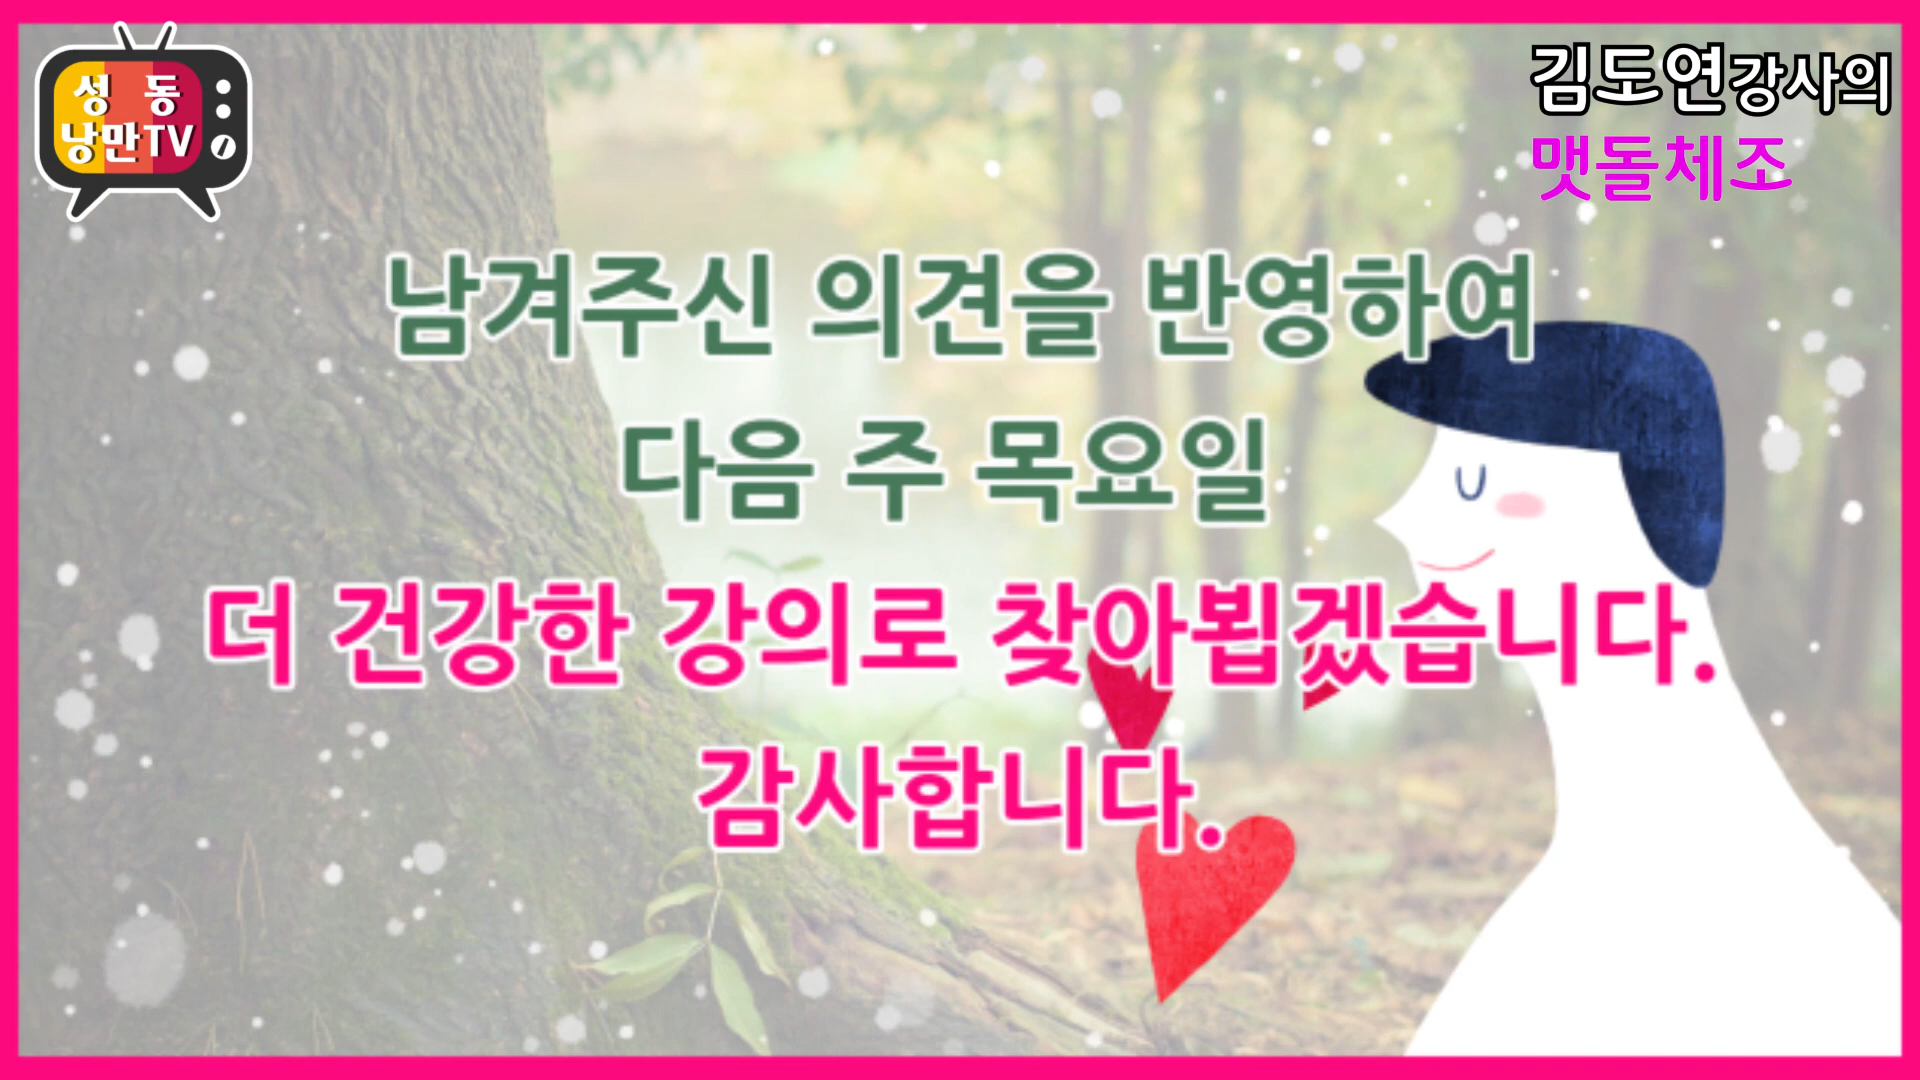 성동
낭만TV
김도연강사의
맷돌체조
남겨주신 의견을 반영하여
다음 주 목요일
더 건강한 강의로 찾아뵙겠습니다.
감사합니다.